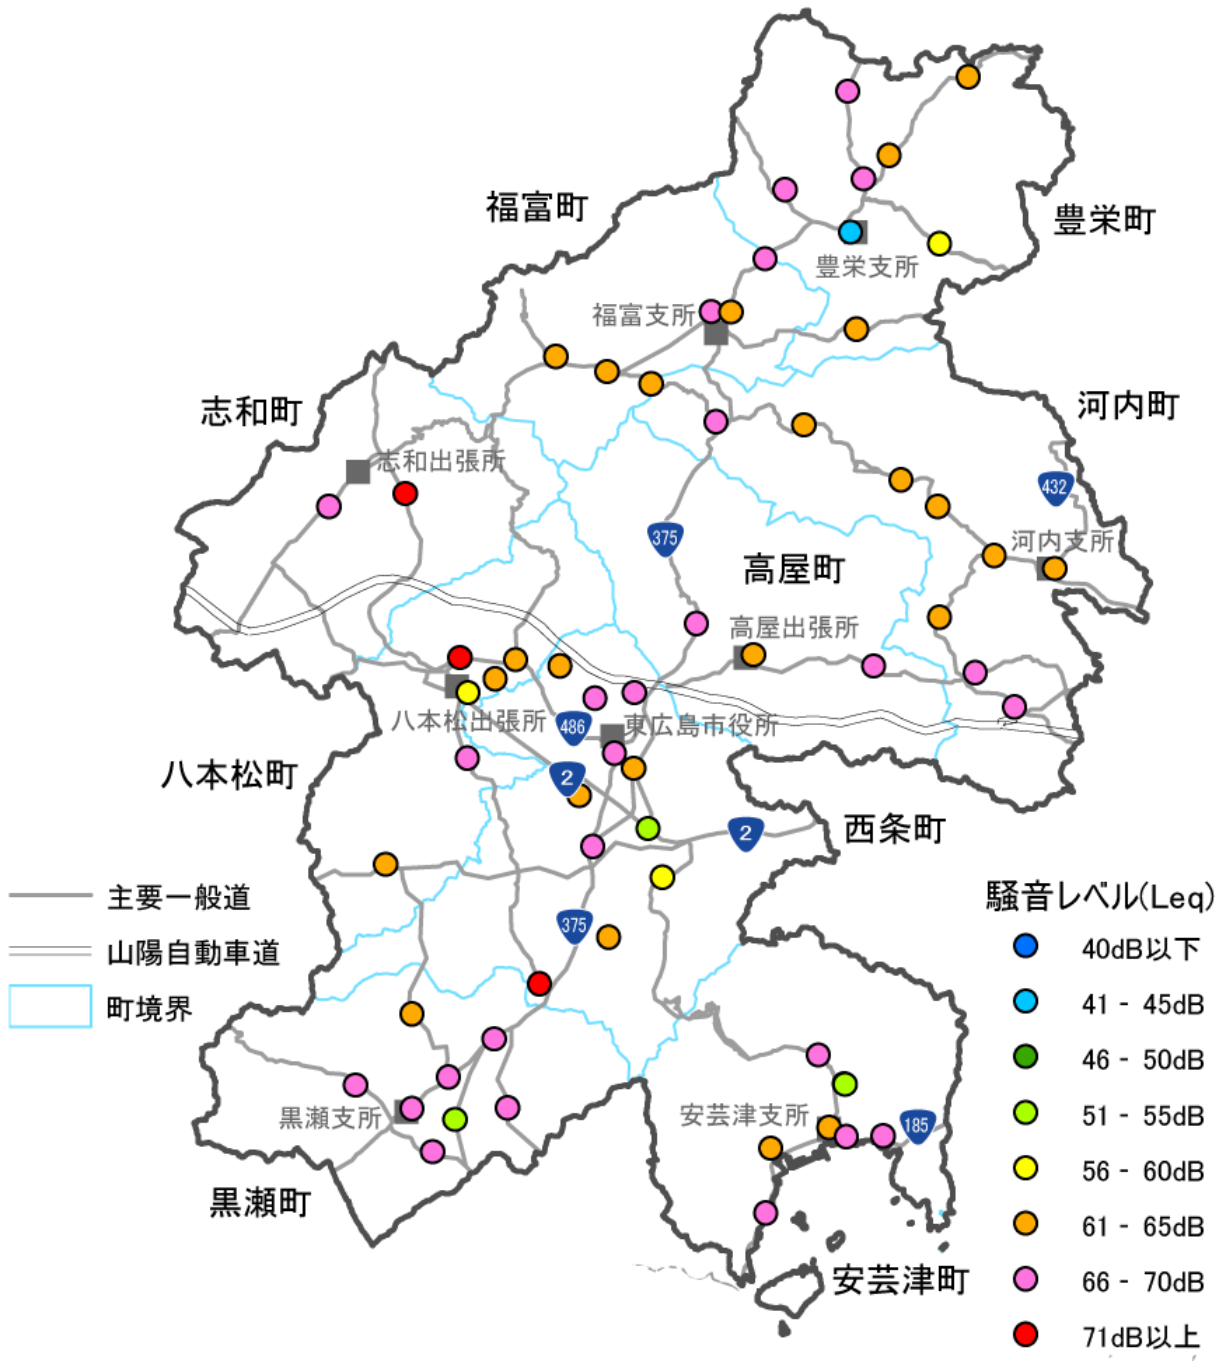 福富町
豊栄町
豊栄支所
福富支所
志和町
河内町
志和出張所
432
375
河内支所
高屋町
高屋出張所
八本松出張所
486
東広島市役所
八本松町
2
2
西条町
主要一般道
375
騒音レベル(Leq)
山陽自動車道
40dB以下
町境界
41 - 45dB
46 - 50dB
黒瀬支所
安芸津支所
185
51 - 55dB
56 - 60dB
黒瀬町
61 - 65dB
安芸津町
66 - 70dB
71dB以上